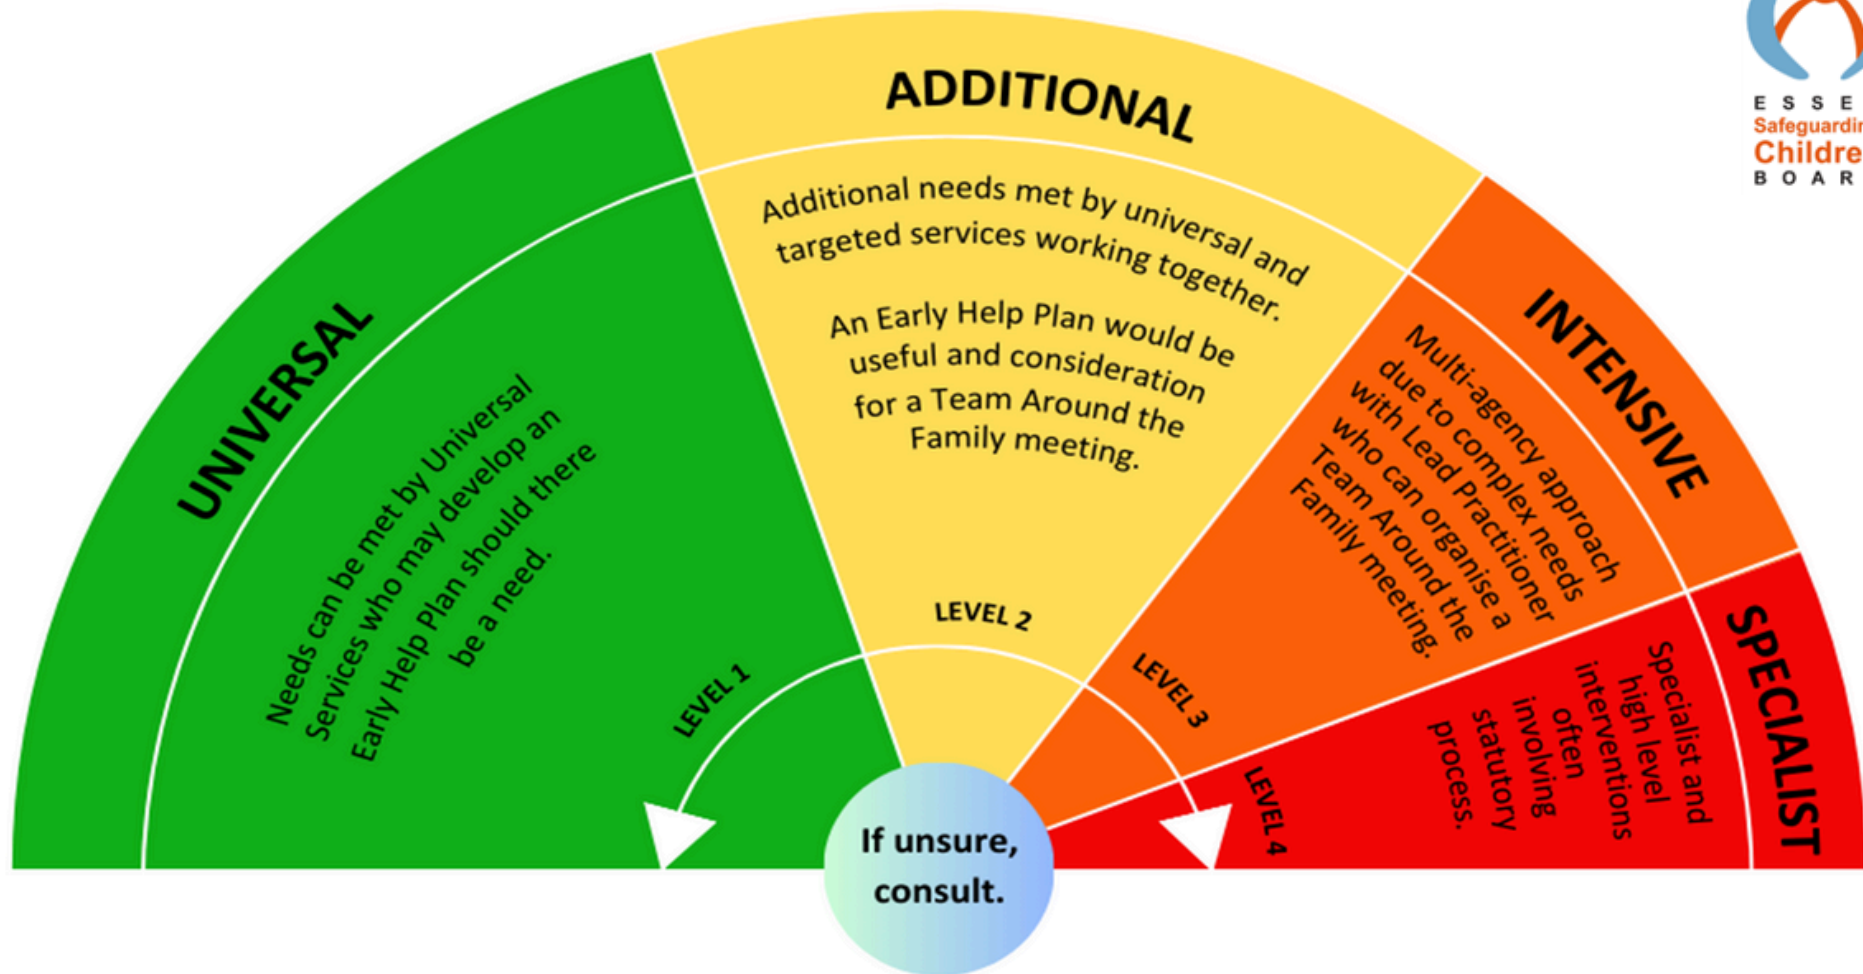 UNIVERSAL
Needs can be met by Universal
Services who may develop an
Early Help Plan should there
be a need.
LEVEL 1
ADDITIONAL
Additional needs met by universal and
targeted services working together.
An Early Help Plan would be
useful and consideration
for a Team Around the
Family meeting.
LEVEL 2
INTENSIVE
Multi-agency approach
due to complex needs
with Lead Practitioner
who can organise a
Team Around the
Family meeting.
LEVEL 3
SPECIALIST
Specialist and
high level
interventions
often
involving
statutory
process.
LEVEL 4
If unsure,
consult.
ESSE
Safeguardin
Childre
BOAR